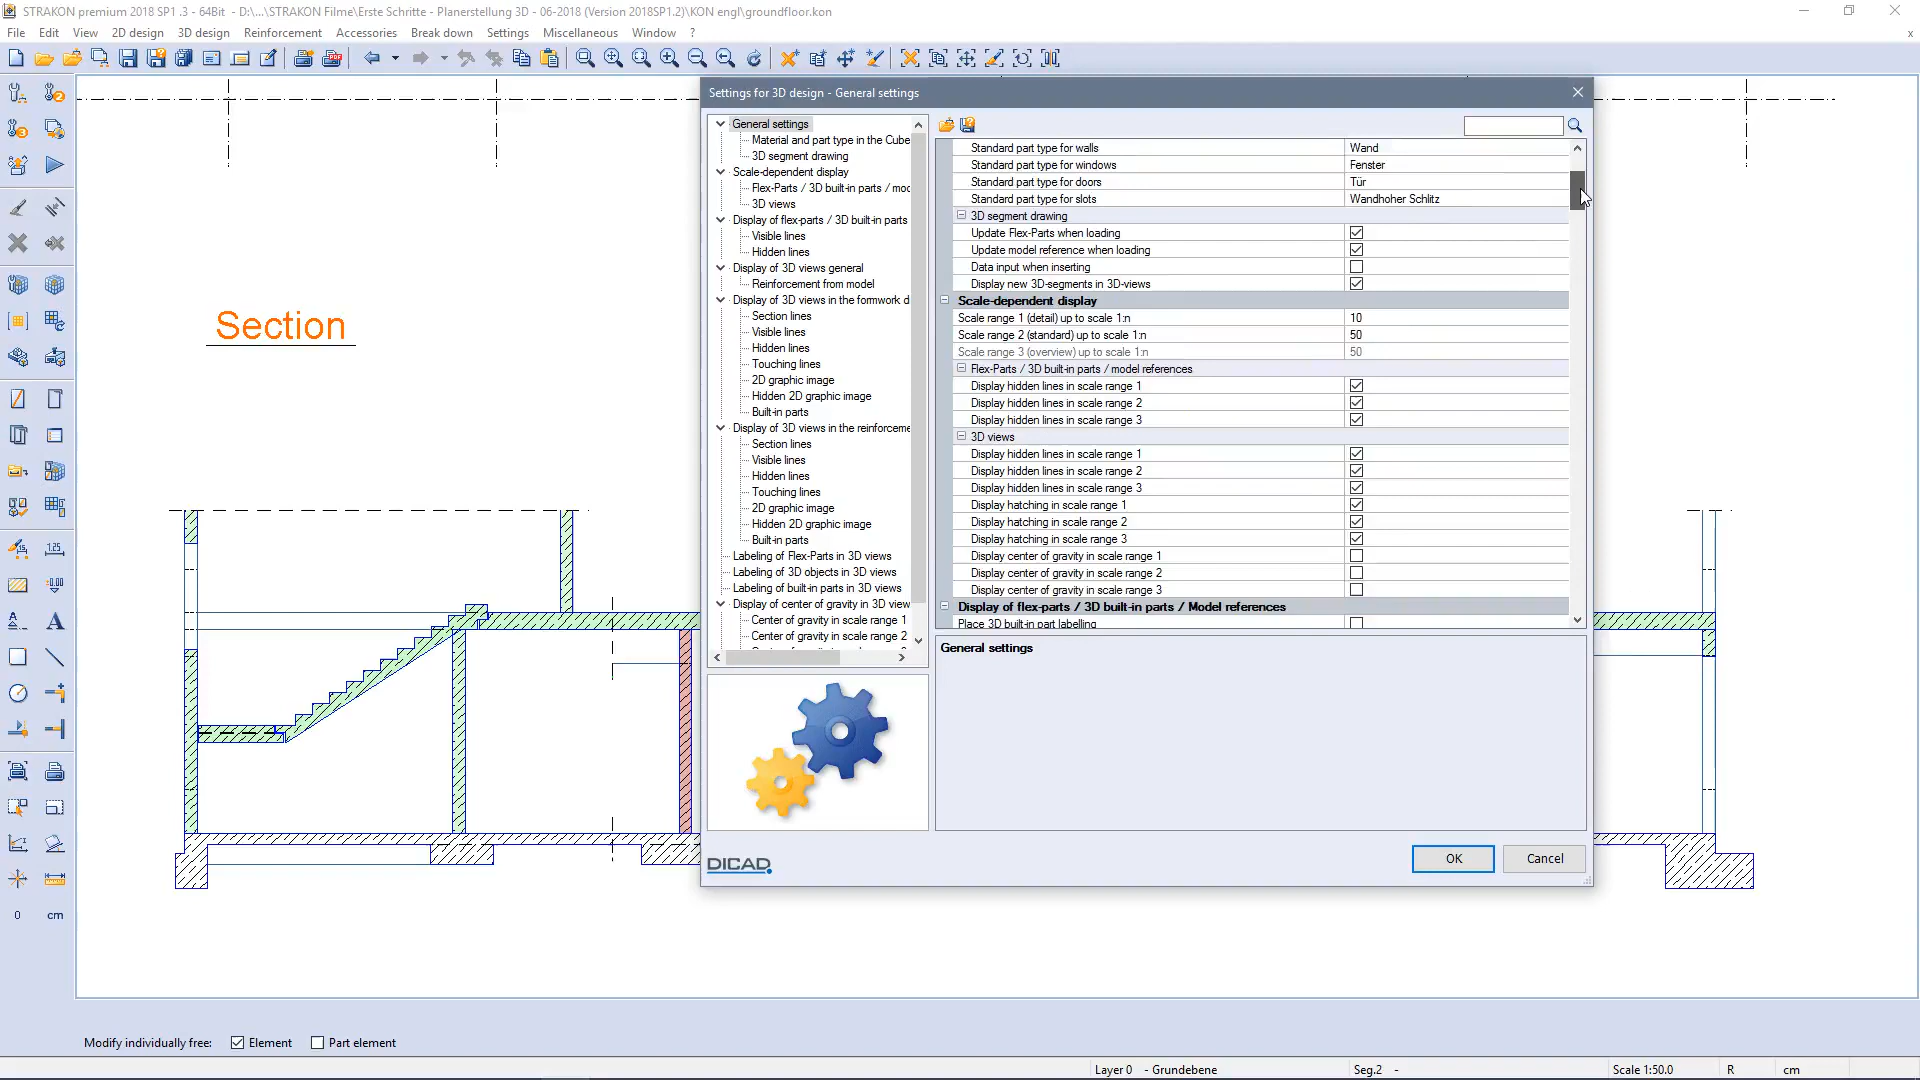 STRAKON premium 2018 SP1 .3 - 64Bit - D:\...\STRAKON Filme\Erste Schritte - Planerstellung 3D - 06-2018 (Version 2018SP1.2)\KON engl\groundfloor.kon
File Edit View 2D design 3D design Reinforcement Accessories Break down Settings Miscellaneous Window ?
Settings for 3D design - General settings
General settings
Material and part type in the Cube
3D segment drawing
Scale-dependent display
Flex-Parts / 3D built-in parts / moc
3D views
Display of flex-parts / 3D built-in parts
Visible lines
Hidden lines
Display of 3D views general
Reinforcement from model
Display of 3D views in the formwork d
Section lines
Visible lines
Hidden lines
Touching lines
2D graphic image
Hidden 2D graphic image
Built-in parts
Display of 3D views in the reinforceme
Section lines
Visible lines
Hidden lines
Touching lines
2D graphic image
Hidden 2D graphic image
Built-in parts
Labeling of Flex-Parts in 3D views
Labeling of 3D objects in 3D views
Labeling of built-in parts in 3D views
Display of center of gravity in 3D view
Center of gravity in scale range 1
Center of gravity in scale range 2
Standard part type for walls Wand
Standard part type for windows Fenster
Standard part type for doors Tür
Standard part type for slots Wandhoher Schlitz
3D segment drawing
Update Flex-Parts when loading
Update model reference when loading
Data input when inserting
Display new 3D-segments in 3D-views
Scale-dependent display
Scale range 1 (detail) up to scale 1:n 10
Scale range 2 (standard) up to scale 1:n 50
Scale range 3 (overview) up to scale 1:n 50
Flex-Parts / 3D built-in parts / model references
Display hidden lines in scale range 1
Display hidden lines in scale range 2
Display hidden lines in scale range 3
3D views
Display hidden lines in scale range 1
Display hidden lines in scale range 2
Display hidden lines in scale range 3
Display hatching in scale range 1
Display hatching in scale range 2
Display hatching in scale range 3
Display center of gravity in scale range 1
Display center of gravity in scale range 2
Display center of gravity in scale range 3
Display of flex-parts / 3D built-in parts / Model references
Place 3D built-in part labelling
General settings
DICAD
OK Cancel
Section
0 cm
Modify individually free: Element Part element
Layer 0 - Grundebene Seg.2 - Scale 1:50.0 R cm